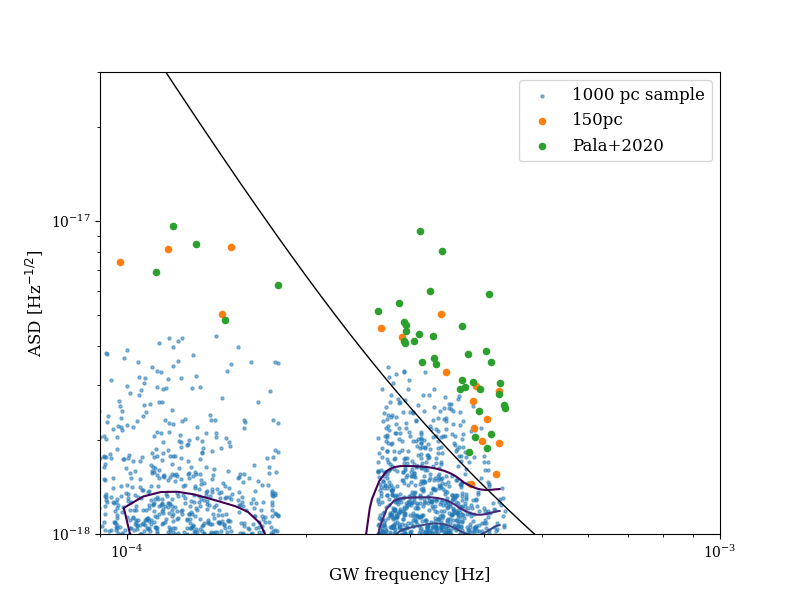 1000 pc sample
150pc
Pala+2020
10⁻¹⁷
10⁻¹⁸
ASD [Hz⁻¹/²]
10⁻⁴
10⁻³
GW frequency [Hz]